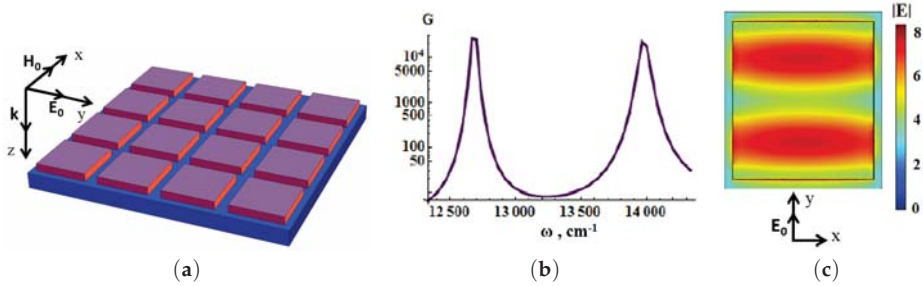 H₀
x
E₀
y
k
z
(a)
G
10⁴
5000
1000
500
100
50
12 500 13 000 13 500 14 000
ω , cm⁻¹
(b)
|E|
8
6
4
2
0
y
E₀
x
(c)